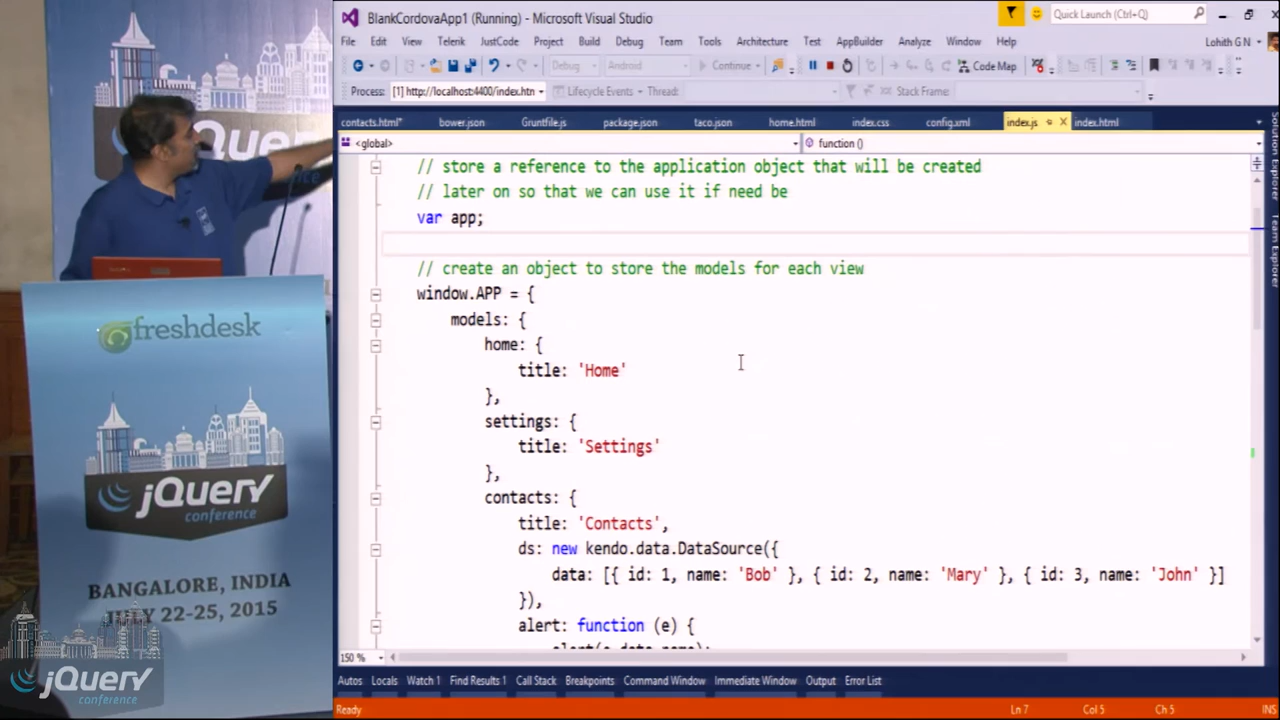 BlankCordovaApp1 (Running) - Microsoft Visual Studio
Quick Launch (Ctrl+Q)
File Edit View Telerik JustCode Project Build Debug Team Tools Architecture Test AppBuilder Analyze Window Help
Lohith G N
Debug Android Continue Code Map
Process: [1] http://localhost:4400/index.htn Lifecycle Events Thread: Stack Frame:
contacts.html* bower.json Gruntfile.js package.json taco.json home.html index.css config.xml index.js index.html
<global> function ()
// store a reference to the application object that will be created
// later on so that we can use it if need be
var app;
// create an object to store the models for each view
window.APP = {
models: {
home: {
title: 'Home'
},
settings: {
title: 'Settings'
},
contacts: {
title: 'Contacts',
ds: new kendo.data.DataSource({
data: [{ id: 1, name: 'Bob' }, { id: 2, name: 'Mary' }, { id: 3, name: 'John' }]
}),
alert: function (e) {
alert(e.data.name);
150 %
Autos Locals Watch 1 Find Results 1 Call Stack Breakpoints Command Window Immediate Window Output Error List
Ready Ln 7 Col 5 Ch 5 INS
Solution Explorer
Team Explorer
jQuery
freshdesk
jQuery
conference
BANGALORE, INDIA
JULY 22-25, 2015
jQuery
conference